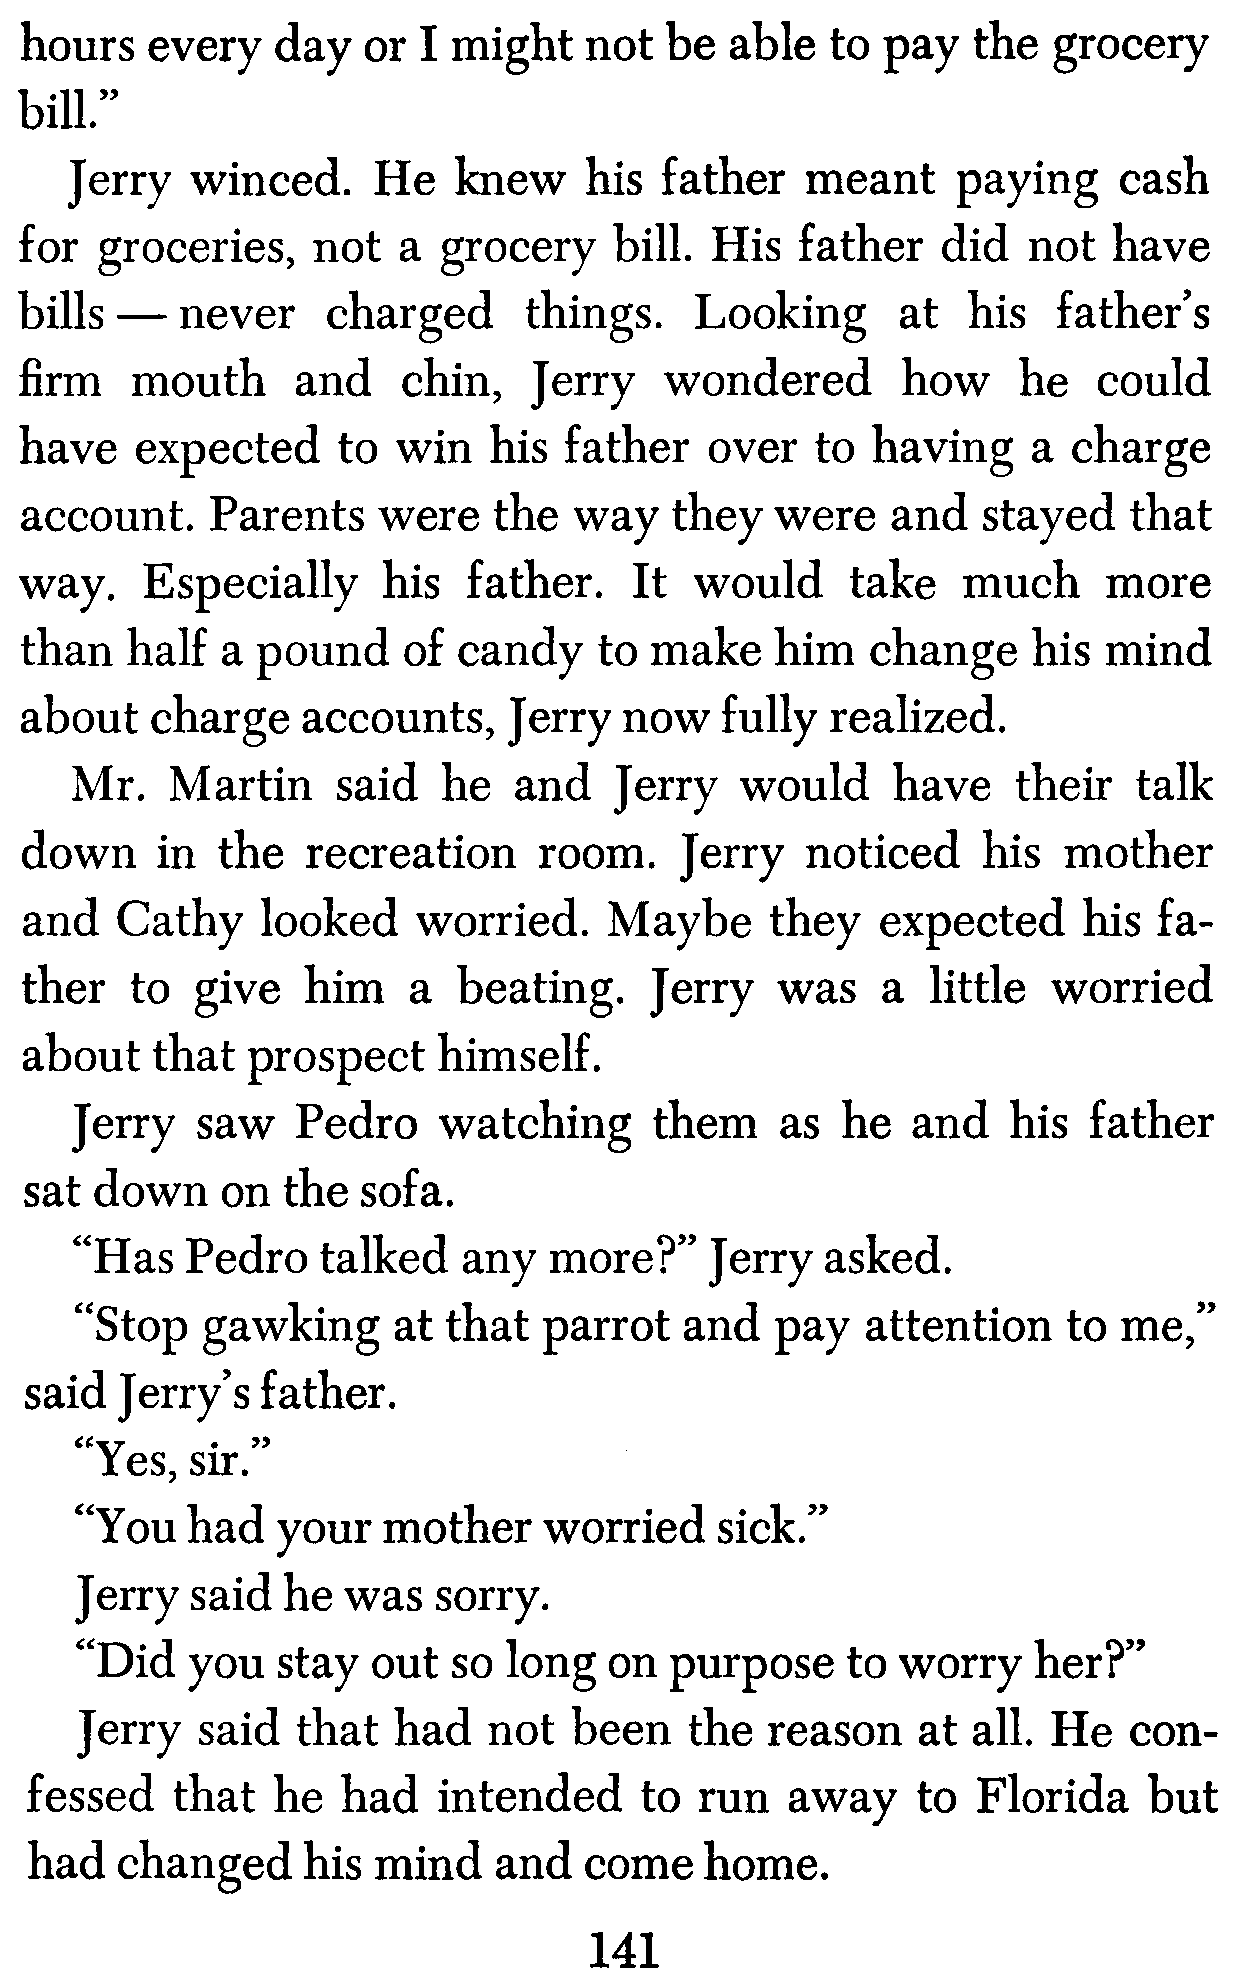 hours every day or I might not be able to pay the grocery
bill.”
Jerry winced. He knew his father meant paying cash
for groceries, not a grocery bill. His father did not have
bills — never charged things. Looking at his father’s
firm mouth and chin, Jerry wondered how he could
have expected to win his father over to having a charge
account. Parents were the way they were and stayed that
way. Especially his father. It would take much more
than half a pound of candy to make him change his mind
about charge accounts, Jerry now fully realized.
Mr. Martin said he and Jerry would have their talk
down in the recreation room. Jerry noticed his mother
and Cathy looked worried. Maybe they expected his fa-
ther to give him a beating. Jerry was a little worried
about that prospect himself.
Jerry saw Pedro watching them as he and his father
sat down on the sofa.
“Has Pedro talked any more?” Jerry asked.
“Stop gawking at that parrot and pay attention to me,”
said Jerry’s father.
“Yes, sir.”
“You had your mother worried sick.”
Jerry said he was sorry.
“Did you stay out so long on purpose to worry her?”
Jerry said that had not been the reason at all. He con-
fessed that he had intended to run away to Florida but
had changed his mind and come home.
141